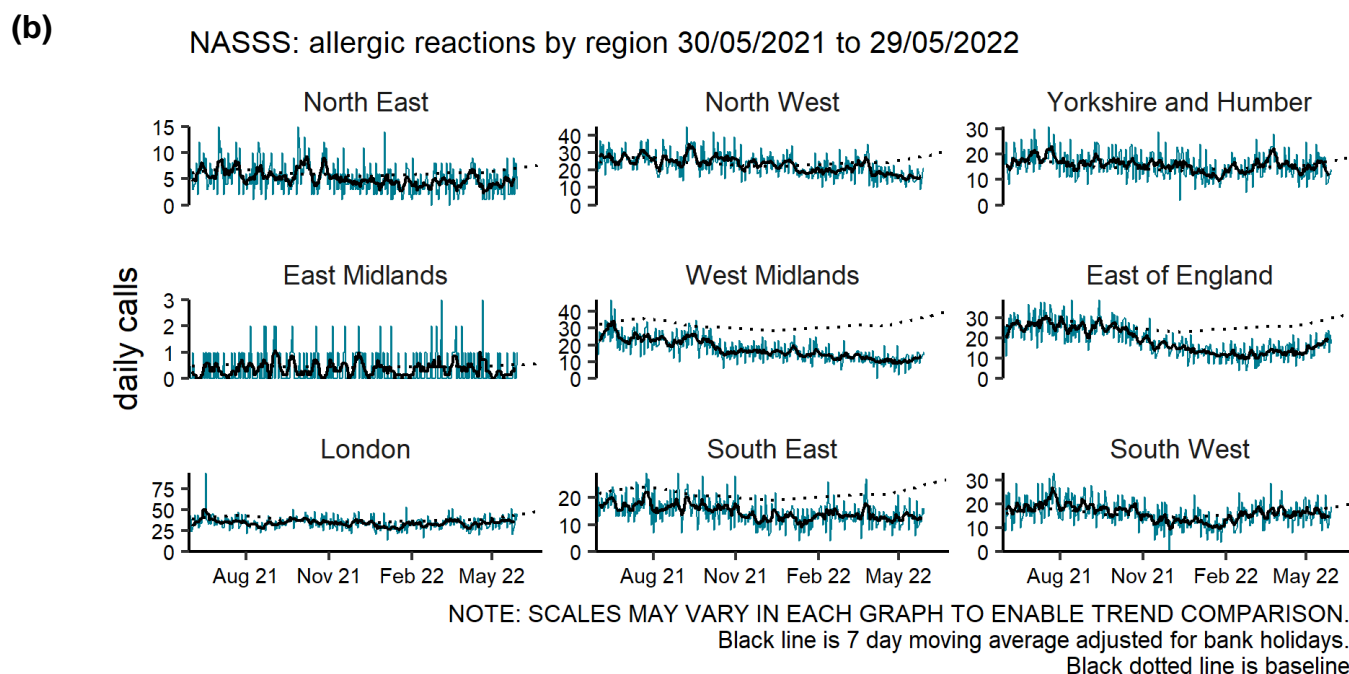 (b)
NASSS: allergic reactions by region 30/05/2021 to 29/05/2022
daily calls
North East
15
10
5
0
North West
40
30
20
10
0
Yorkshire and Humber
30
20
10
0
East Midlands
3
2
1
0
West Midlands
40
30
20
10
0
East of England
30
20
10
0
London
75
50
25
0
Aug 21 Nov 21 Feb 22 May 22
South East
20
10
0
Aug 21 Nov 21 Feb 22 May 22
South West
30
20
10
0
Aug 21 Nov 21 Feb 22 May 22
NOTE: SCALES MAY VARY IN EACH GRAPH TO ENABLE TREND COMPARISON.
Black line is 7 day moving average adjusted for bank holidays.
Black dotted line is baseline